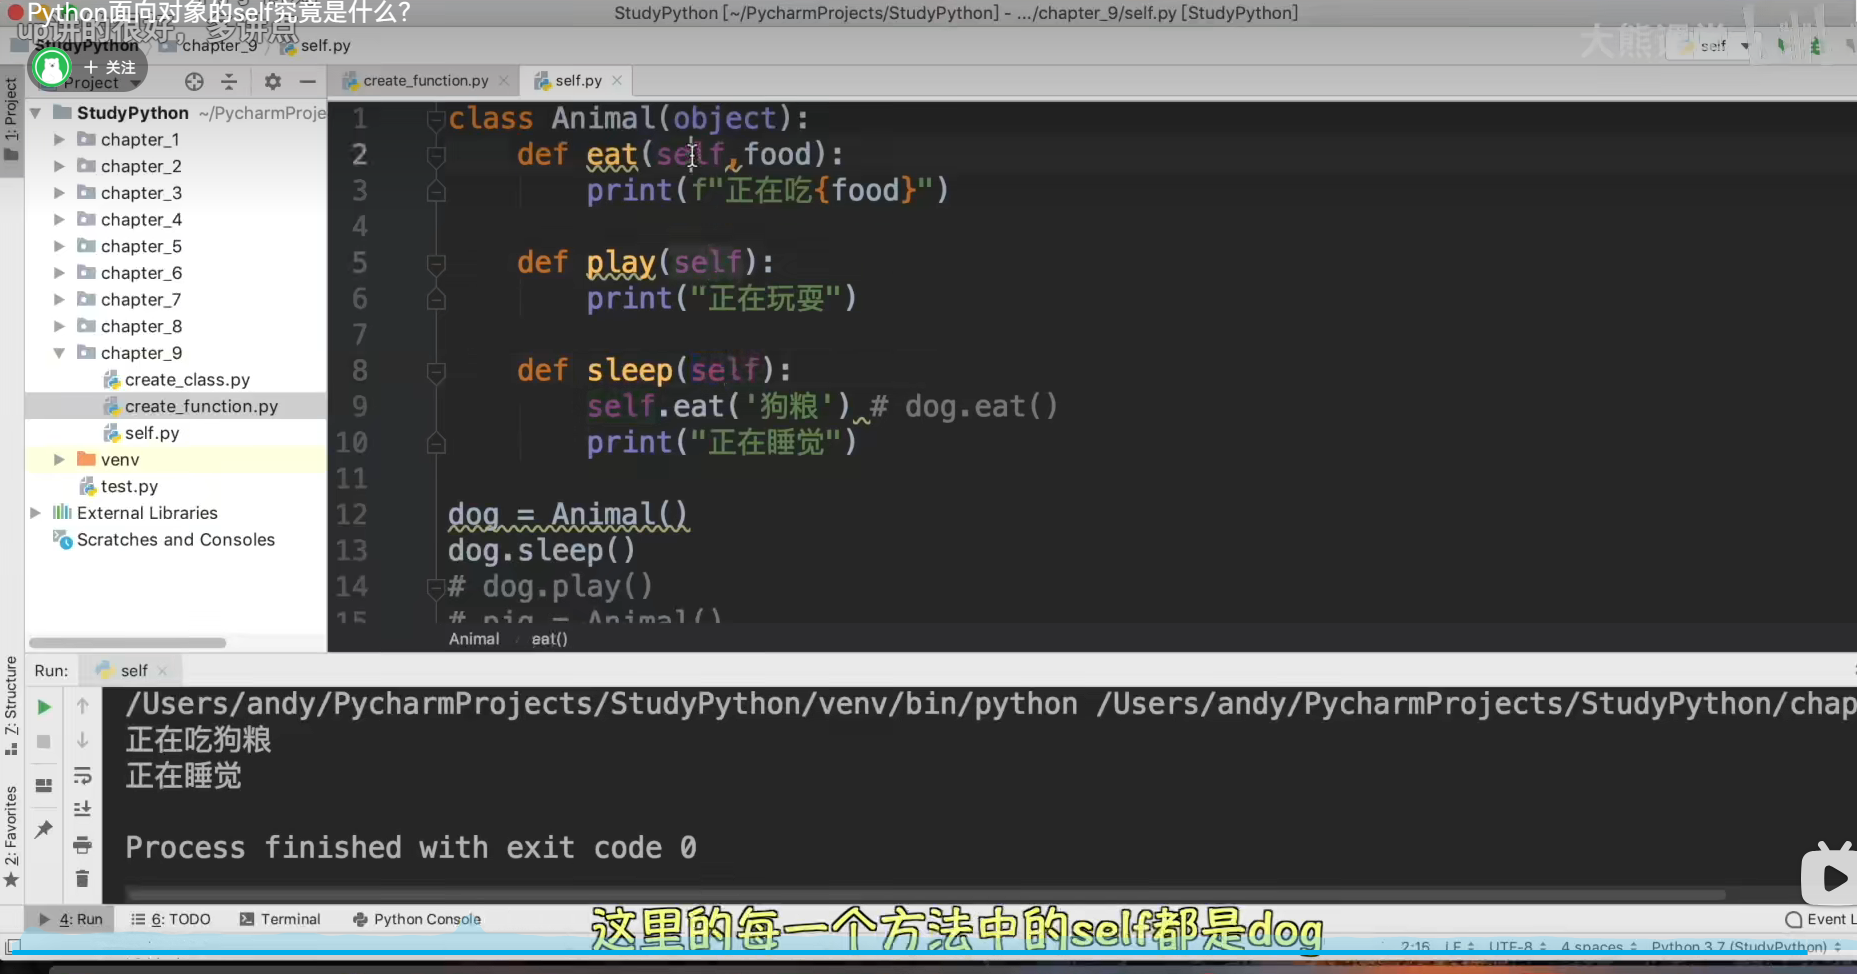 Python面向对象的self究竟是什么?
StudyPython [~/PycharmProjects/StudyPython] - .../chapter_9/self.py [StudyPython]
up讲的很好，多讲点
StudyPython chapter_9 self.py
大熊课堂
self
+ 关注
Project
create_function.py self.py
1: Project
StudyPython ~/PycharmProje
chapter_1
chapter_2
chapter_3
chapter_4
chapter_5
chapter_6
chapter_7
chapter_8
chapter_9
create_class.py
create_function.py
self.py
venv
test.py
External Libraries
Scratches and Consoles
1 class Animal(object):
2 def eat(self,food):
3 print(f"正在吃{food}")
4
5 def play(self):
6 print("正在玩耍")
7
8 def sleep(self):
9 self.eat('狗粮') # dog.eat()
10 print("正在睡觉")
11
12 dog = Animal()
13 dog.sleep()
14 # dog.play()
15 # pig = Animal()
Animal eat()
Run: self
Z: Structure
2: Favorites
/Users/andy/PycharmProjects/StudyPython/venv/bin/python /Users/andy/PycharmProjects/StudyPython/chap
正在吃狗粮
正在睡觉
Process finished with exit code 0
4: Run 6: TODO Terminal Python Console Event L
这里的每一个方法中的self都是dog
2:15 LF UTF-8 4 spaces Python 3.7 (StudyPython)